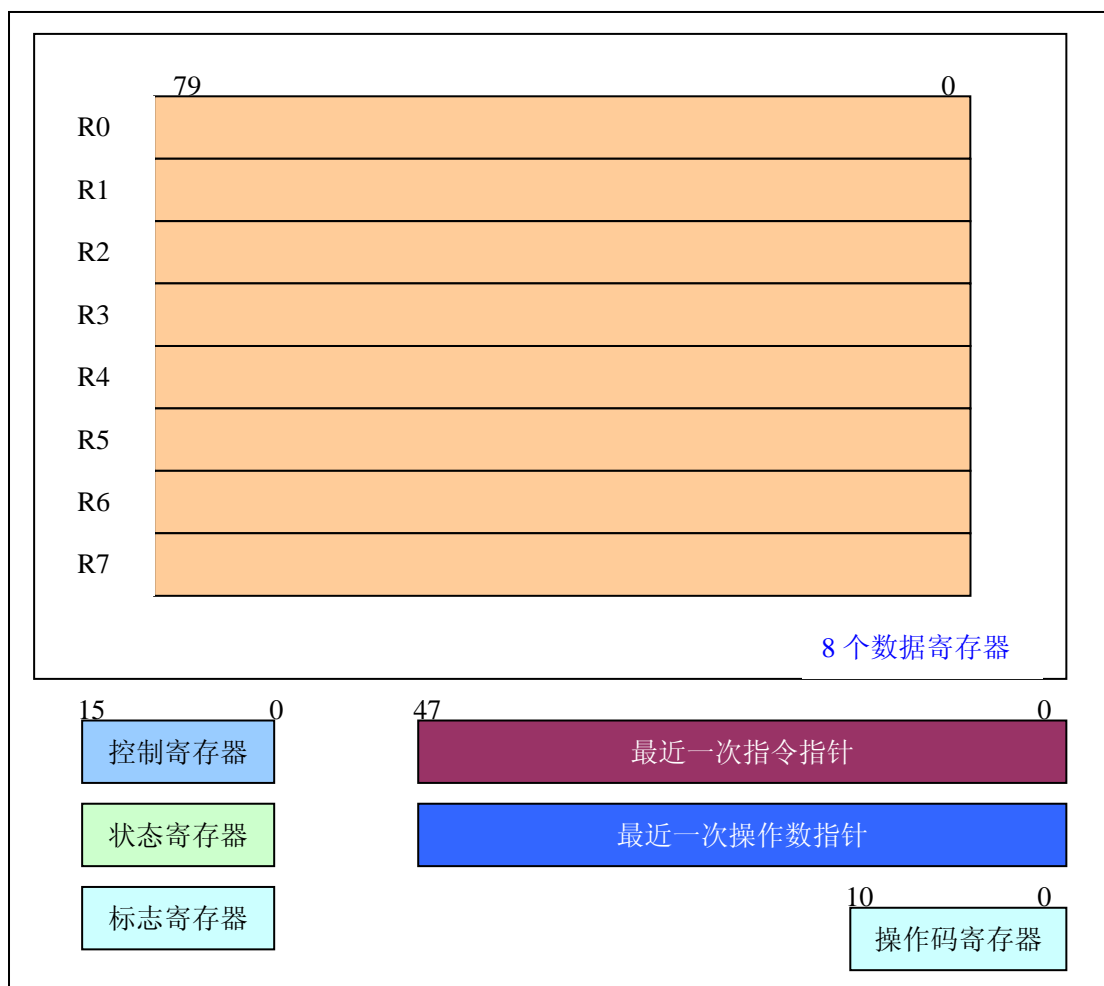 79 0
R0
R1
R2
R3
R4
R5
R6
R7
8 个数据寄存器
15 0 47 0
控制寄存器 最近一次指令指针
状态寄存器 最近一次操作数指针
10 0
标志寄存器
操作码寄存器